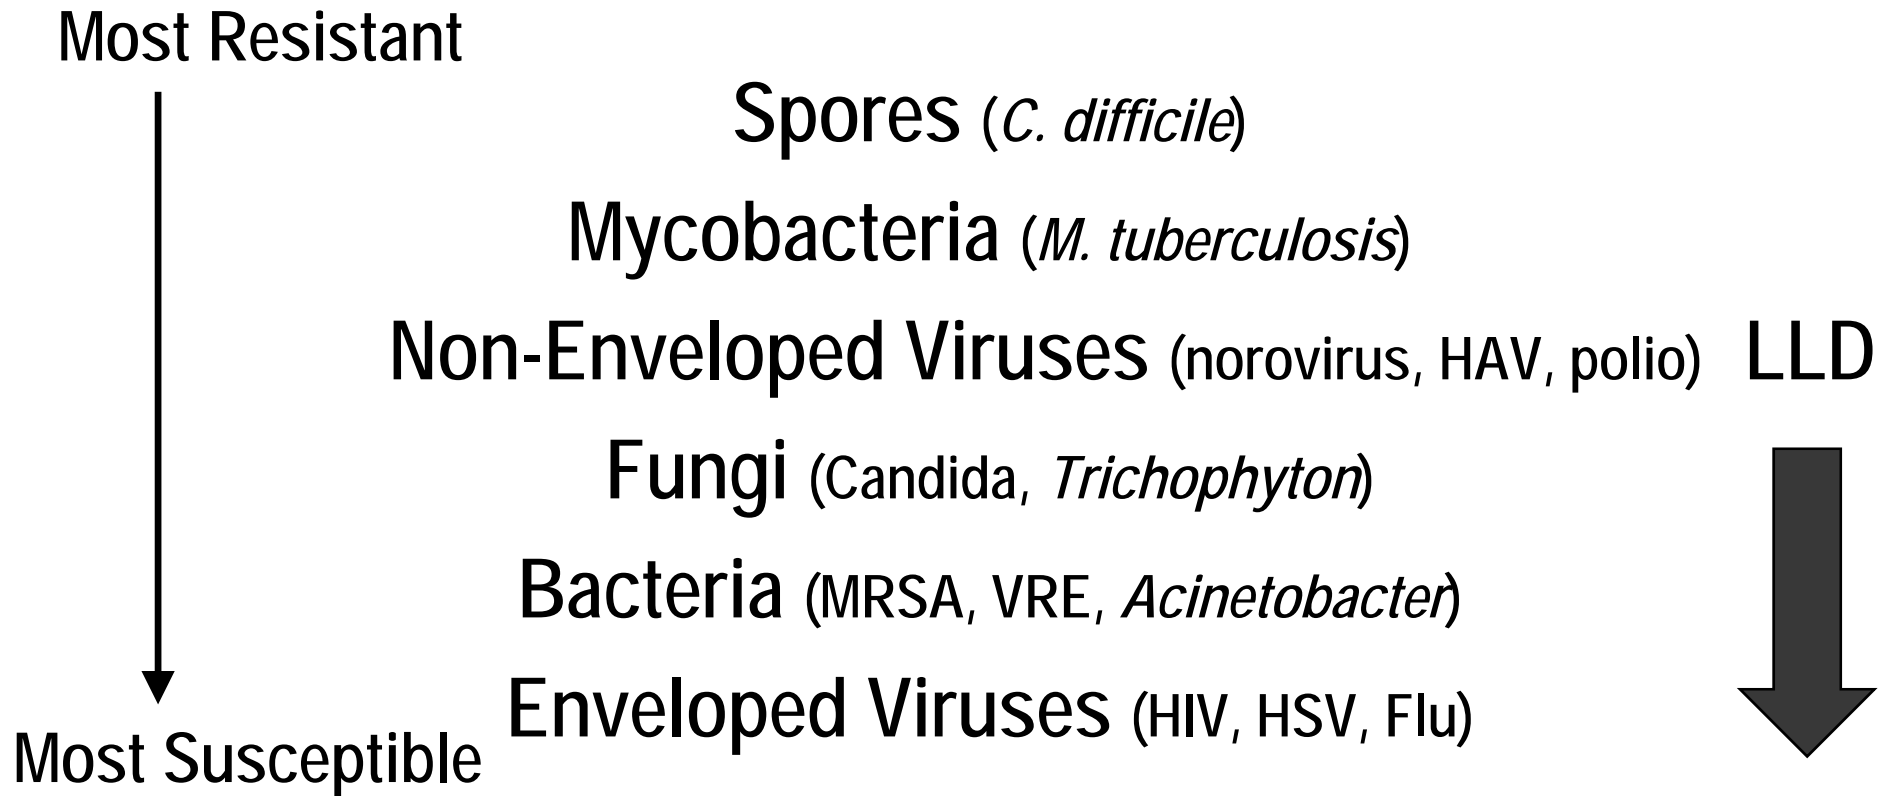 Most Resistant
Spores (C. difficile)
Mycobacteria (M. tuberculosis)
Non-Enveloped Viruses (norovirus, HAV, polio) LLD
Fungi (Candida, Trichophyton)
Bacteria (MRSA, VRE, Acinetobacter)
Enveloped Viruses (HIV, HSV, Flu)
Most Susceptible